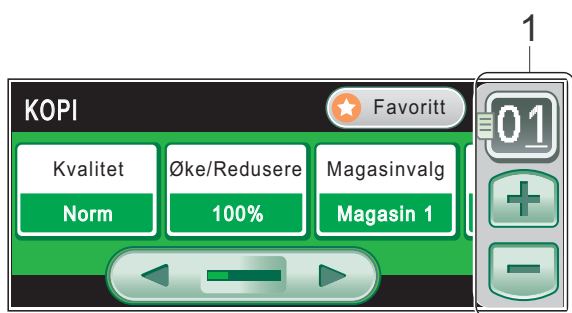 1
KOPI
Favoritt
01
Kvalitet
Øke/Redusere
Magasinvalg
Norm
100%
Magasin 1